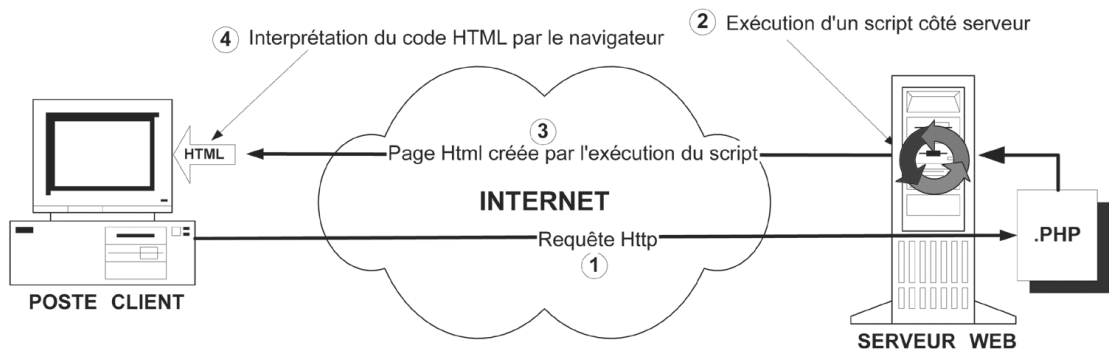 ④ Interprétation du code HTML par le navigateur
② Exécution d'un script côté serveur
HTML
③
Page Html créée par l'exécution du script
INTERNET
Requête Http
①
.PHP
POSTE CLIENT
SERVEUR WEB